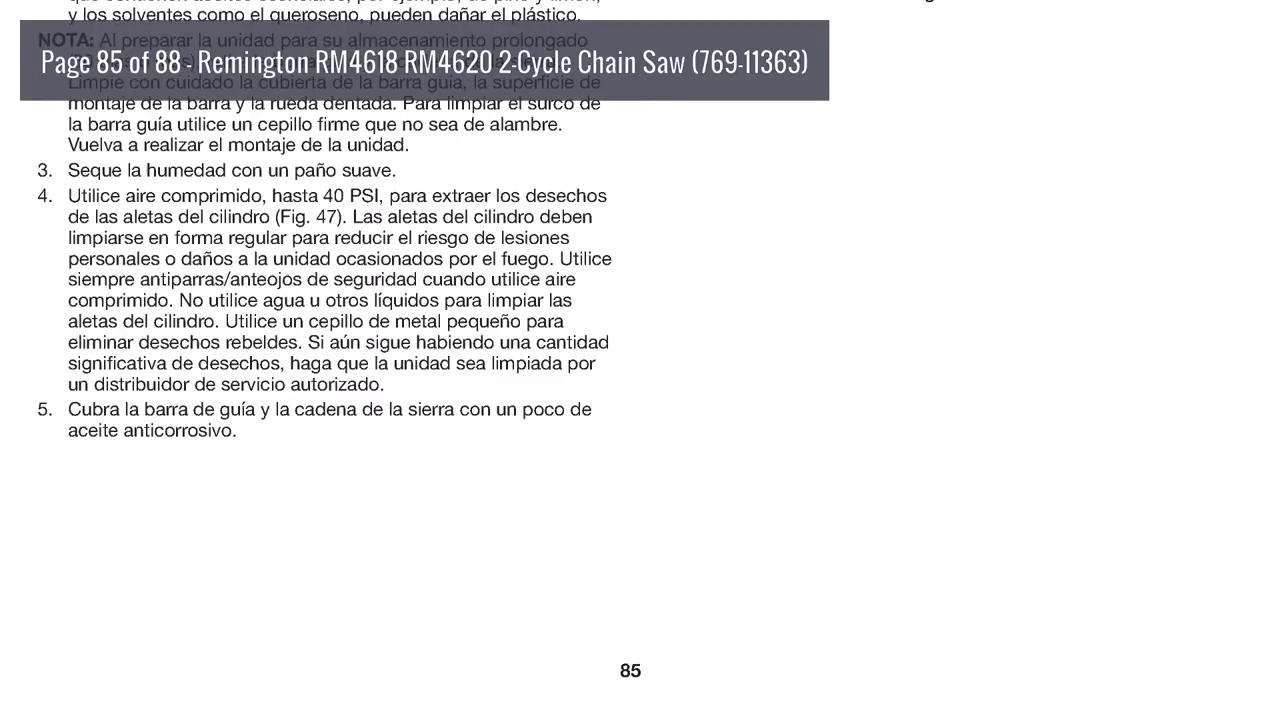 y los solventes como el queroseno, pueden dañar el plástico.
NOTA: Al preparar la unidad para su almacenamiento prolongado
Page 85 of 88 - Remington RM4618 RM4620 2-Cycle Chain Saw (769-11363)
Limpie con cuidado la cubierta de la barra guía, la superficie de
montaje de la barra y la rueda dentada. Para limpiar el surco de
la barra guía utilice un cepillo firme que no sea de alambre.
Vuelva a realizar el montaje de la unidad.
3. Seque la humedad con un paño suave.
4. Utilice aire comprimido, hasta 40 PSI, para extraer los desechos
de las aletas del cilindro (Fig. 47). Las aletas del cilindro deben
limpiarse en forma regular para reducir el riesgo de lesiones
personales o daños a la unidad ocasionados por el fuego. Utilice
siempre antiparras/anteojos de seguridad cuando utilice aire
comprimido. No utilice agua u otros líquidos para limpiar las
aletas del cilindro. Utilice un cepillo de metal pequeño para
eliminar desechos rebeldes. Si aún sigue habiendo una cantidad
significativa de desechos, haga que la unidad sea limpiada por
un distribuidor de servicio autorizado.
5. Cubra la barra de guía y la cadena de la sierra con un poco de
aceite anticorrosivo.
85